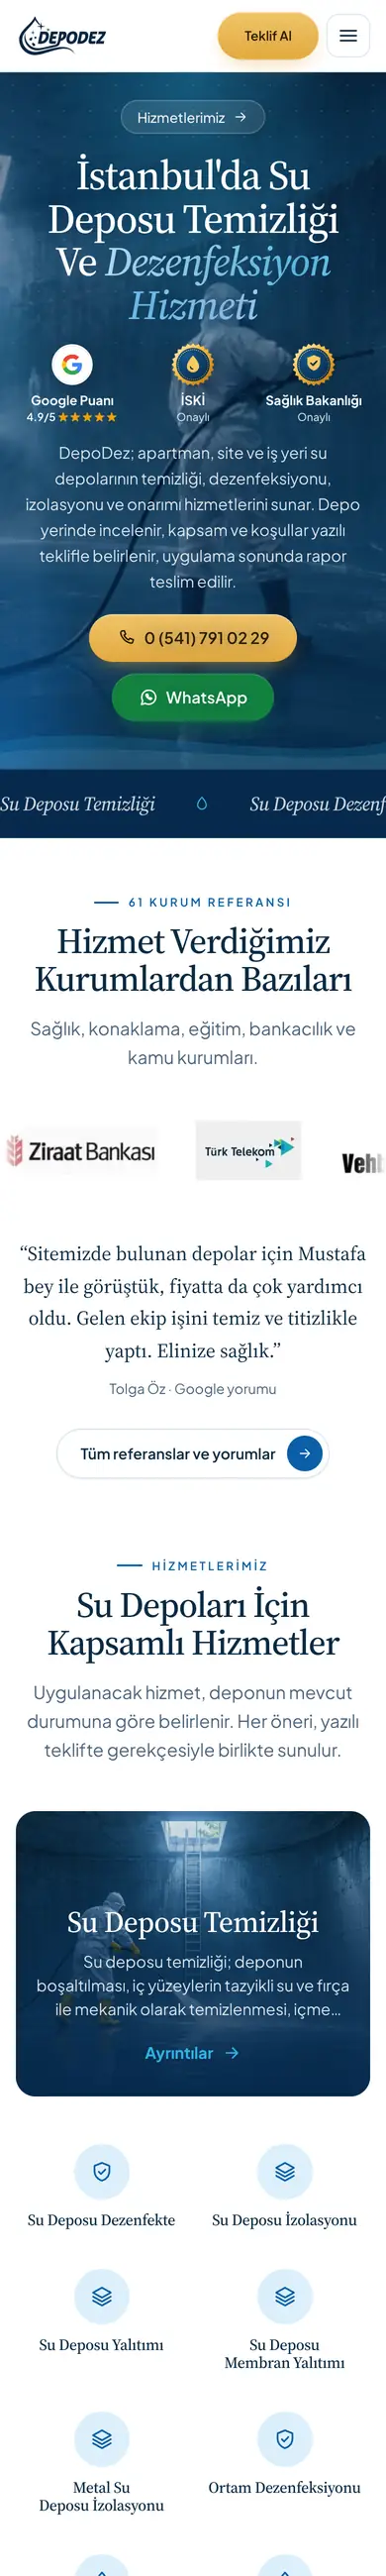 DEPODEZ
Teklif Al
Hizmetlerimiz →
İstanbul'da Su
Deposu Temizliği
Ve Dezenfeksiyon
Hizmeti
Google Puanı
4.9/5 ★★★★★
İSKİ
Onaylı
Sağlık Bakanlığı
Onaylı
DepoDez; apartman, site ve iş yeri su
depolarının temizliği, dezenfeksiyonu,
izolasyonu ve onarımı hizmetlerini sunar. Depo
yerinde incelenir, kapsam ve koşullar yazılı
teklifle belirlenir, uygulama sonunda rapor
teslim edilir.
0 (541) 791 02 29
WhatsApp
Su Deposu Temizliği
Su Deposu Dezenf
61 KURUM REFERANSI
Hizmet Verdiğimiz
Kurumlardan Bazıları
Sağlık, konaklama, eğitim, bankacılık ve
kamu kurumları.
Ziraat Bankası
Türk Telekom
Vehb
“Sitemizde bulunan depolar için Mustafa
bey ile görüştük, fiyatta da çok yardımcı
oldu. Gelen ekip işini temiz ve titizlikle
yaptı. Elinize sağlık.”
Tolga Öz · Google yorumu
Tüm referanslar ve yorumlar →
HİZMETLERİMİZ
Su Depoları İçin
Kapsamlı Hizmetler
Uygulanacak hizmet, deponun mevcut
durumuna göre belirlenir. Her öneri, yazılı
teklifte gerekçesiyle birlikte sunulur.
Su Deposu Temizliği
Su deposu temizliği; deponun
boşaltılması, iç yüzeylerin tazyikli su ve fırça
ile mekanik olarak temizlenmesi, içme…
Ayrıntılar →
Su Deposu Dezenfekte
Su Deposu İzolasyonu
Su Deposu Yalıtımı
Su Deposu
Membran Yalıtımı
Metal Su
Deposu İzolasyonu
Ortam Dezenfeksiyonu